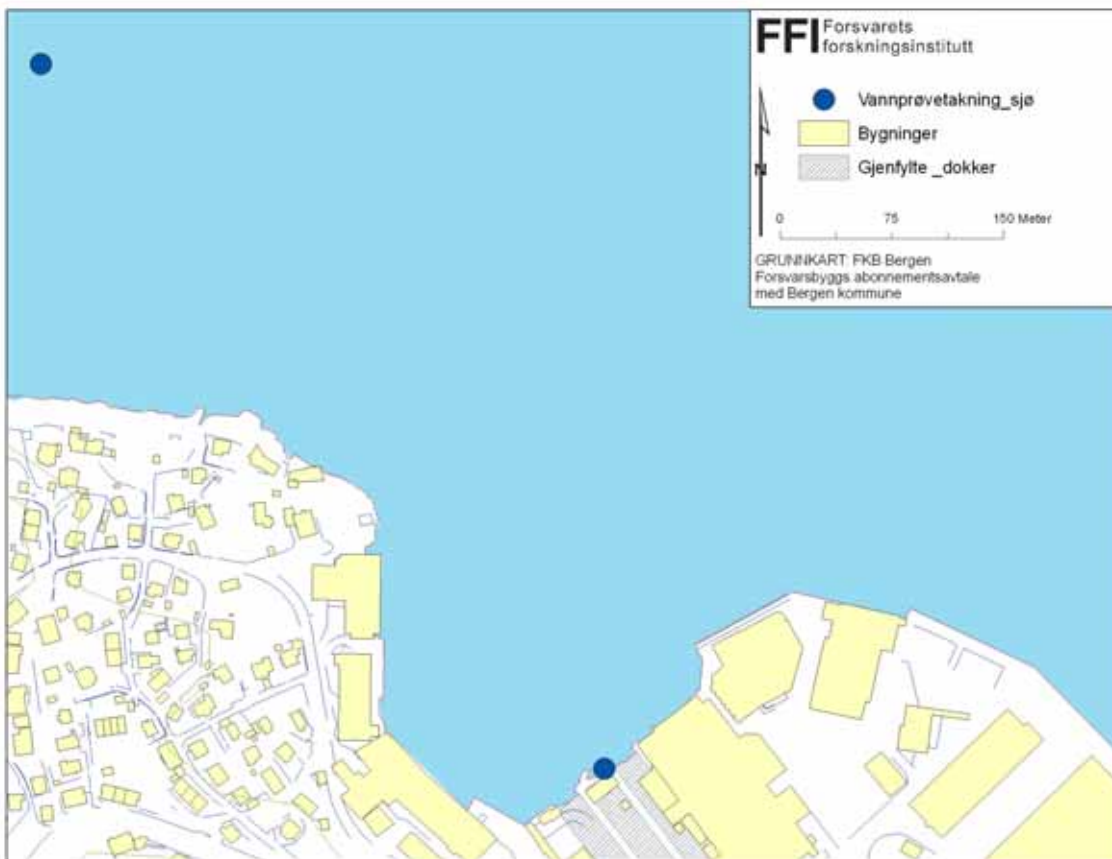 FFI Forsvarets
forskningsinstitutt
Vannprøvetakning_sjø
Bygninger
Gjenfylte _dokker
N
0 75 150 Meter
GRUNNKART: FKB Bergen
Forsvarsbyggs abonnementsavtale
med Bergen kommune